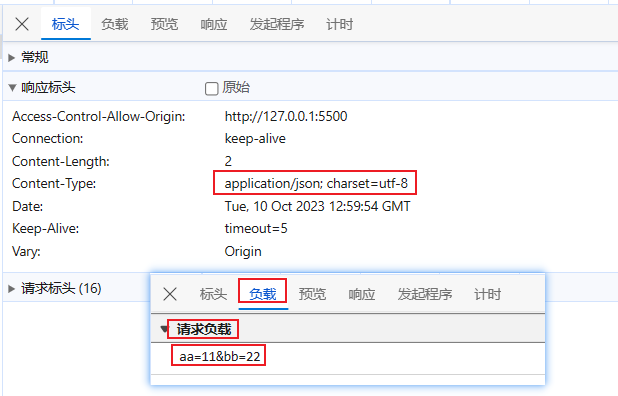 标头 负载 预览 响应 发起程序 计时
常规
响应标头 原始
Access-Control-Allow-Origin: http://127.0.0.1:5500
Connection: keep-alive
Content-Length: 2
Content-Type: application/json; charset=utf-8
Date: Tue, 10 Oct 2023 12:59:54 GMT
Keep-Alive: timeout=5
Vary: Origin
请求标头 (16)
标头 负载 预览 响应 发起程序 计时
请求负载
aa=11&bb=22